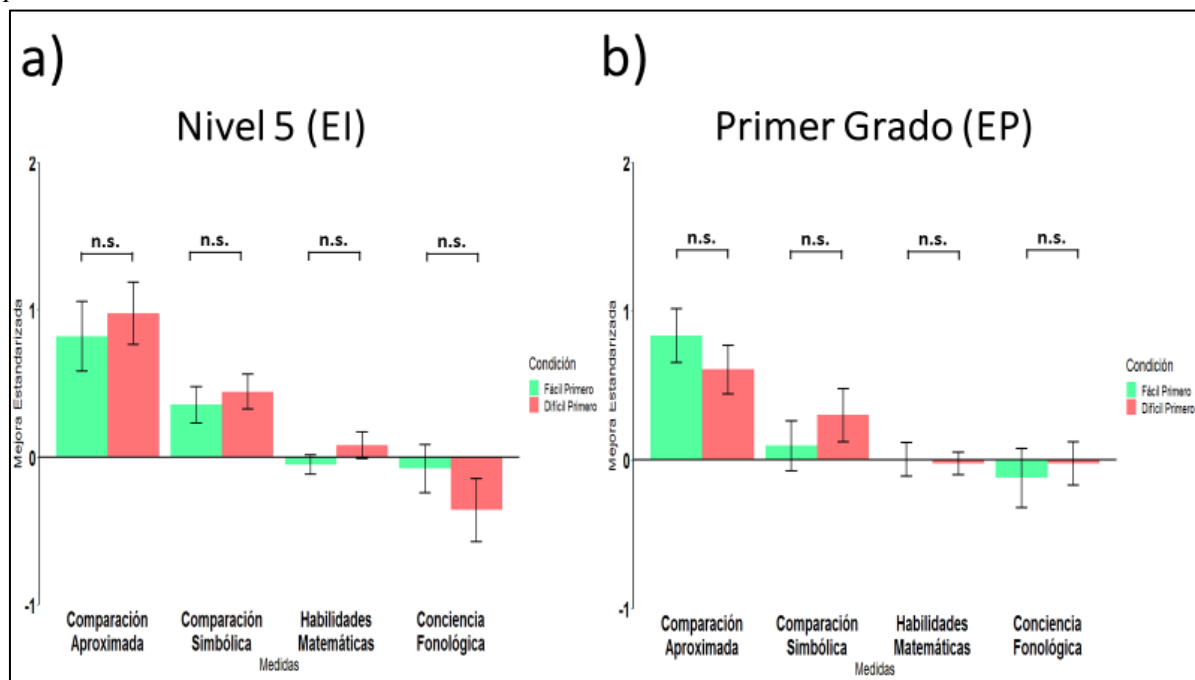 a)
Nivel 5 (EI)
2
n.s.
n.s.
n.s.
n.s.
1
0
-1
Mejora Estandarizada
Condición
Fácil Primero
Difícil Primero
Comparación
Aproximada
Comparación
Simbólica
Habilidades
Matemáticas
Conciencia
Fonológica
Medidas
b)
Primer Grado (EP)
2
n.s.
n.s.
n.s.
n.s.
1
0
-1
Mejora Estandarizada
Condición
Fácil Primero
Difícil Primero
Comparación
Aproximada
Comparación
Simbólica
Habilidades
Matemáticas
Conciencia
Fonológica
Medidas